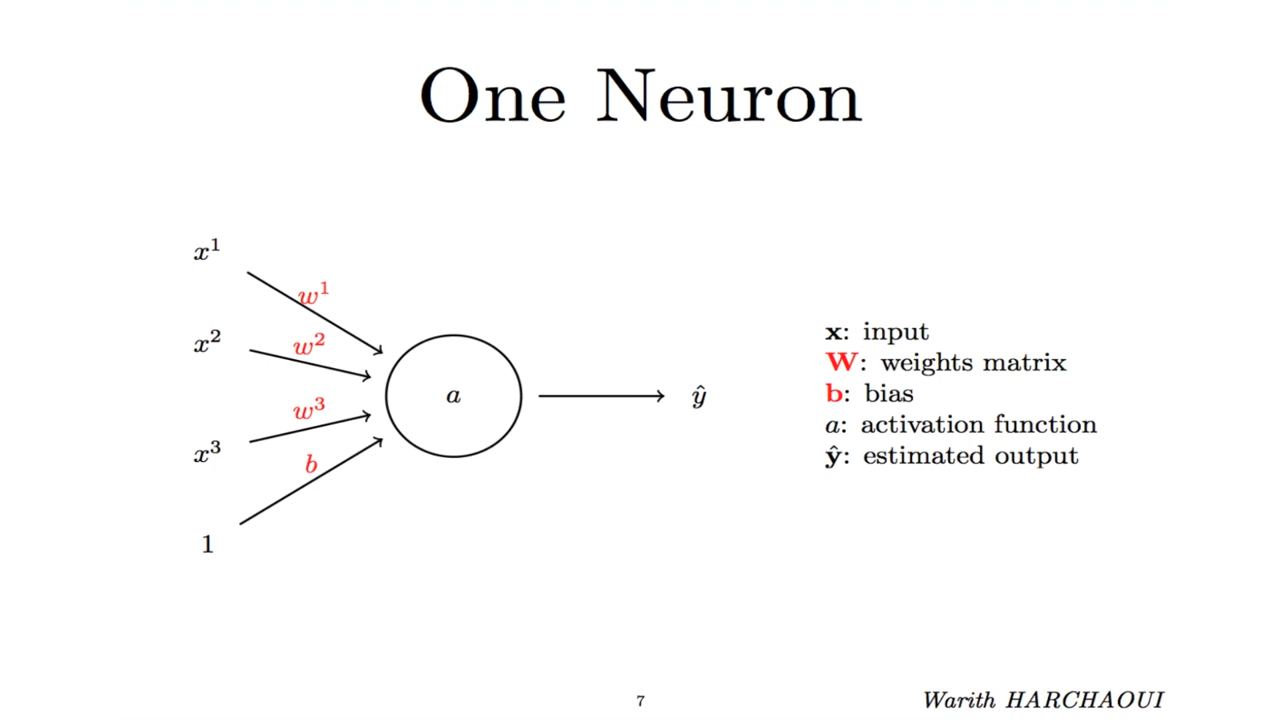 One Neuron
x¹
w¹
x²
w²
a
ŷ
w³
x³
b
1
x: input
W: weights matrix
b: bias
a: activation function
ŷ: estimated output
7
Warith HARCHAOUI